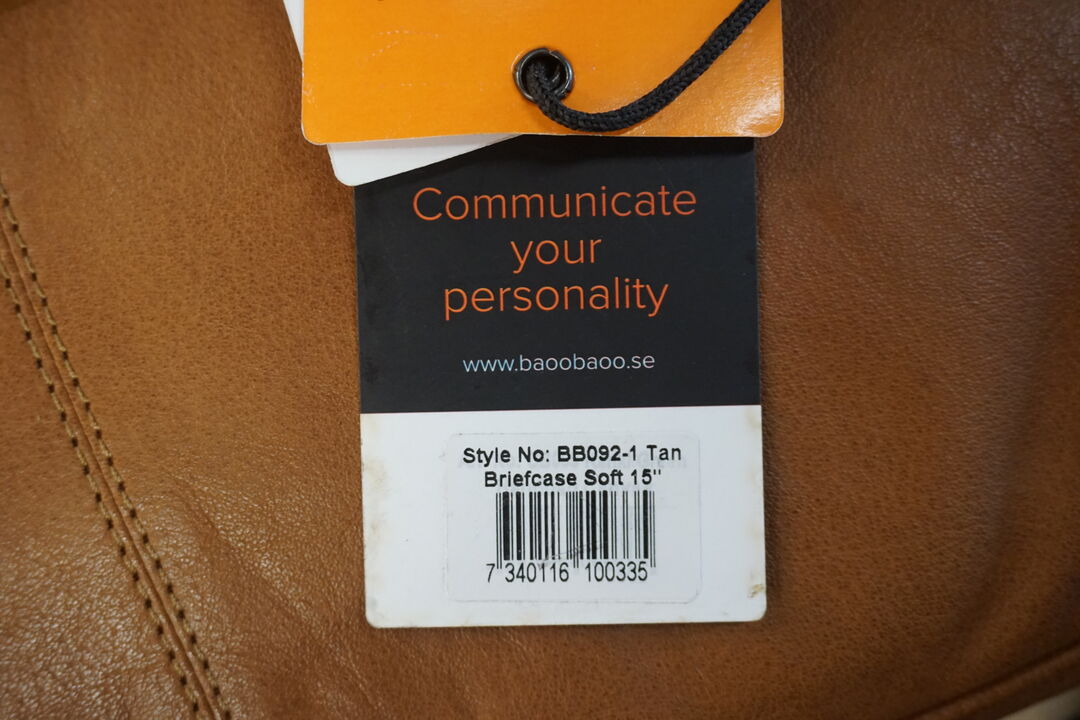 Communicate
your
personality
www.baoobaoo.se
Style No: BB092-1 Tan
Briefcase Soft 15"
7 340116 100335